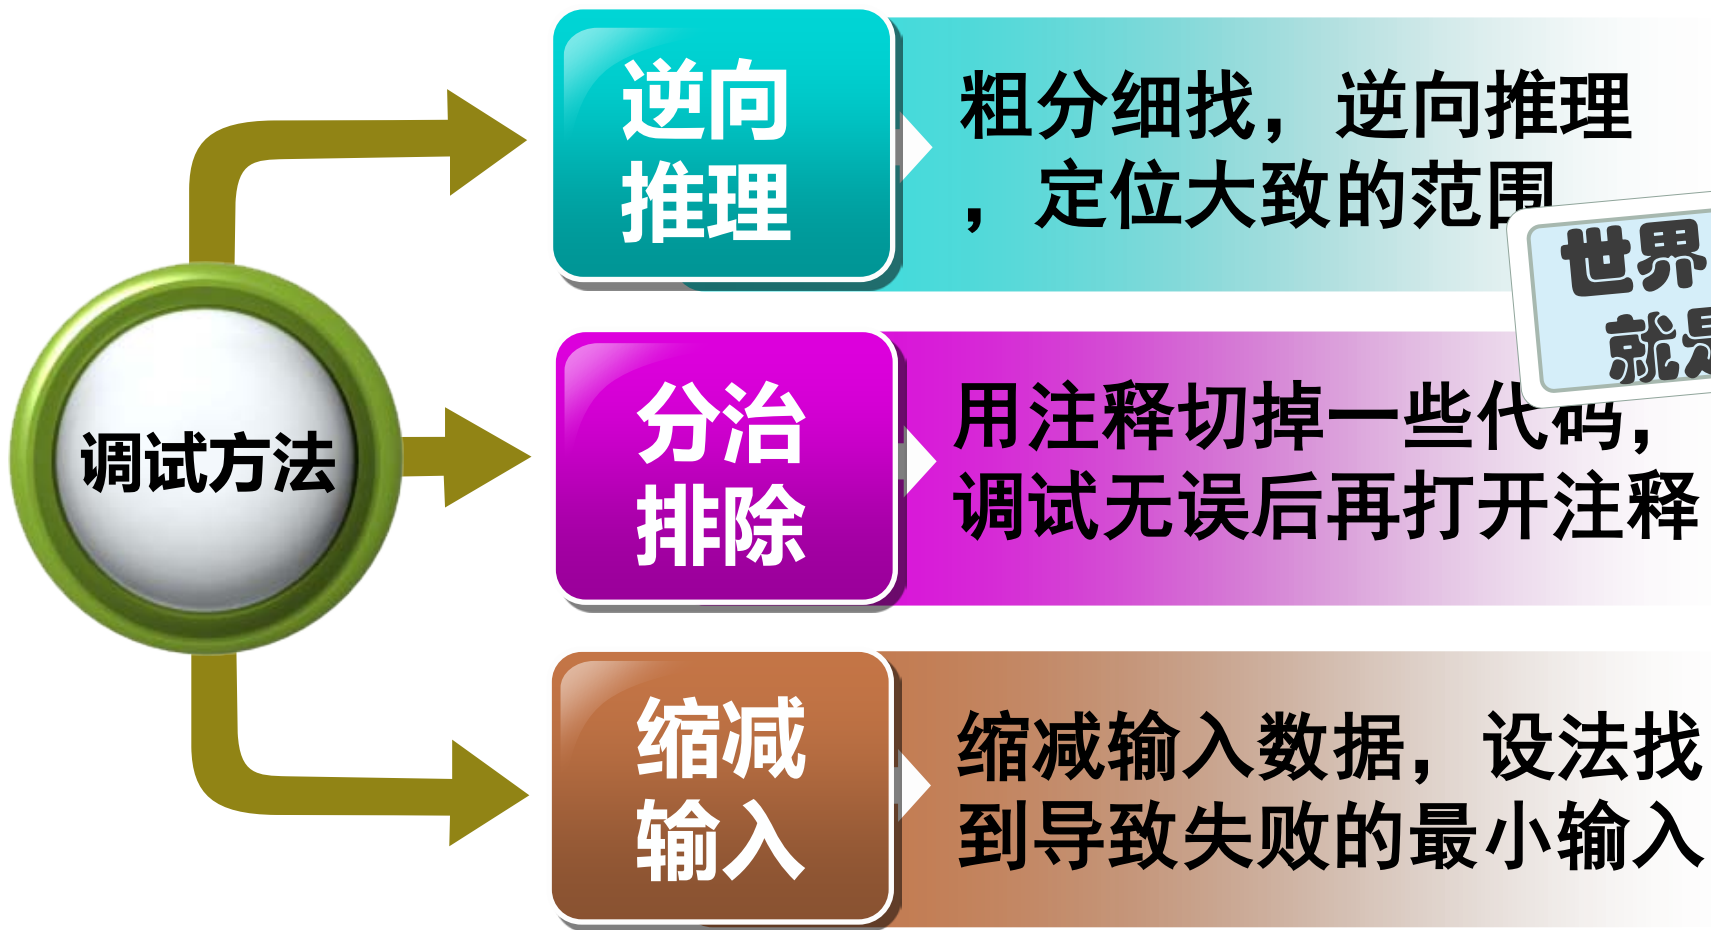 逆向
推理
粗分细找，逆向推理
，定位大致的范围
世界
就是
调试方法
分治
排除
用注释切掉一些代码，
调试无误后再打开注释
缩减
输入
缩减输入数据，设法找
到导致失败的最小输入